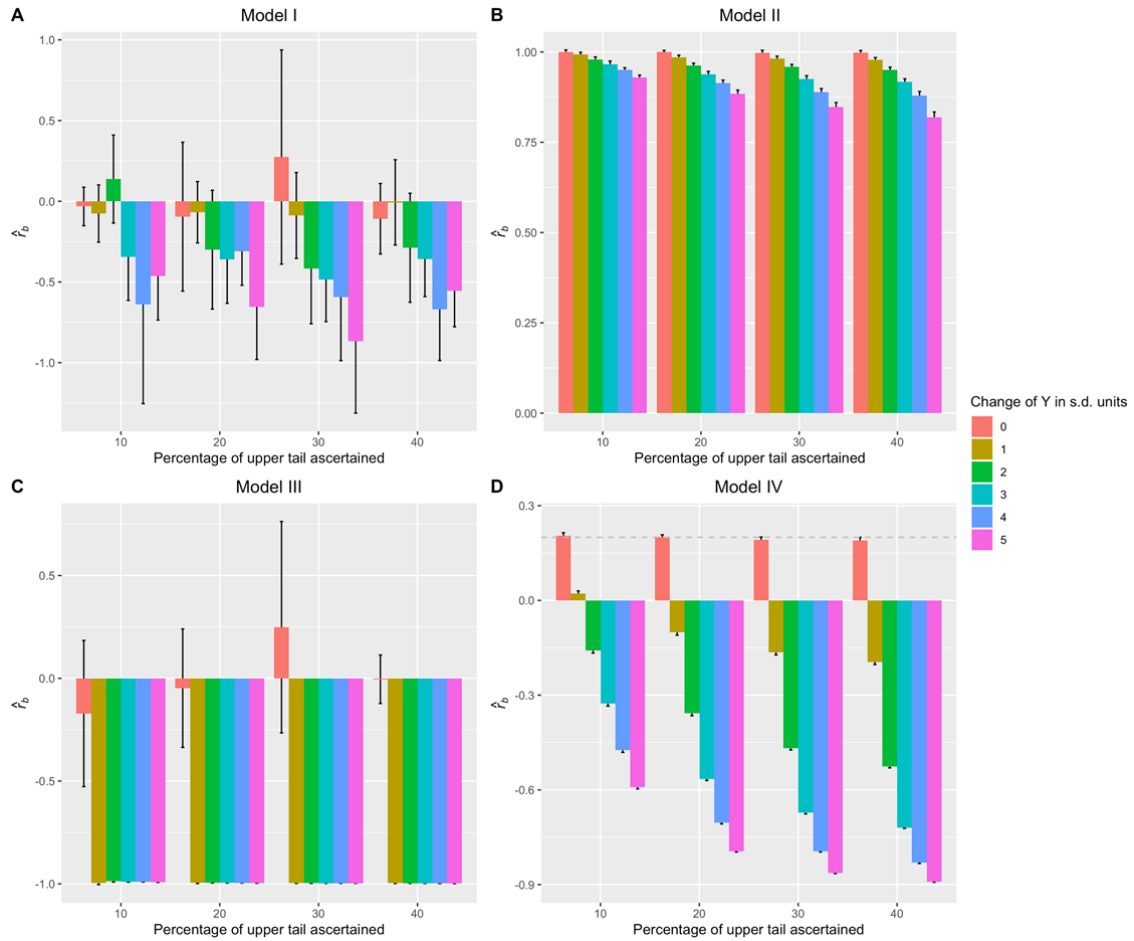 A
Model I
1.0
0.5
0.0
-0.5
-1.0
r̂b
10
20
30
40
Percentage of upper tail ascertained
B
Model II
1.00
0.75
0.50
0.25
0.00
r̂b
10
20
30
40
Percentage of upper tail ascertained
Change of Y in s.d. units
0
1
2
3
4
5
C
Model III
0.5
0.0
-0.5
-1.0
r̂b
10
20
30
40
Percentage of upper tail ascertained
D
Model IV
0.3
0.0
-0.3
-0.6
-0.9
r̂b
10
20
30
40
Percentage of upper tail ascertained